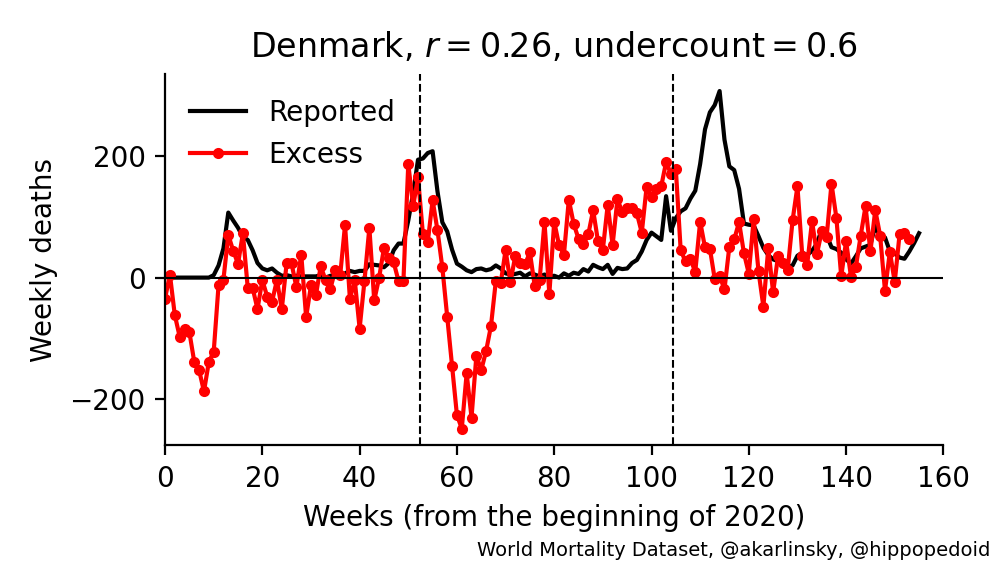 Denmark, r = 0.26, undercount = 0.6
Reported
Excess
Weekly deaths
200
0
−200
0 20 40 60 80 100 120 140 160
Weeks (from the beginning of 2020)
World Mortality Dataset, @akarlinsky, @hippopedoid